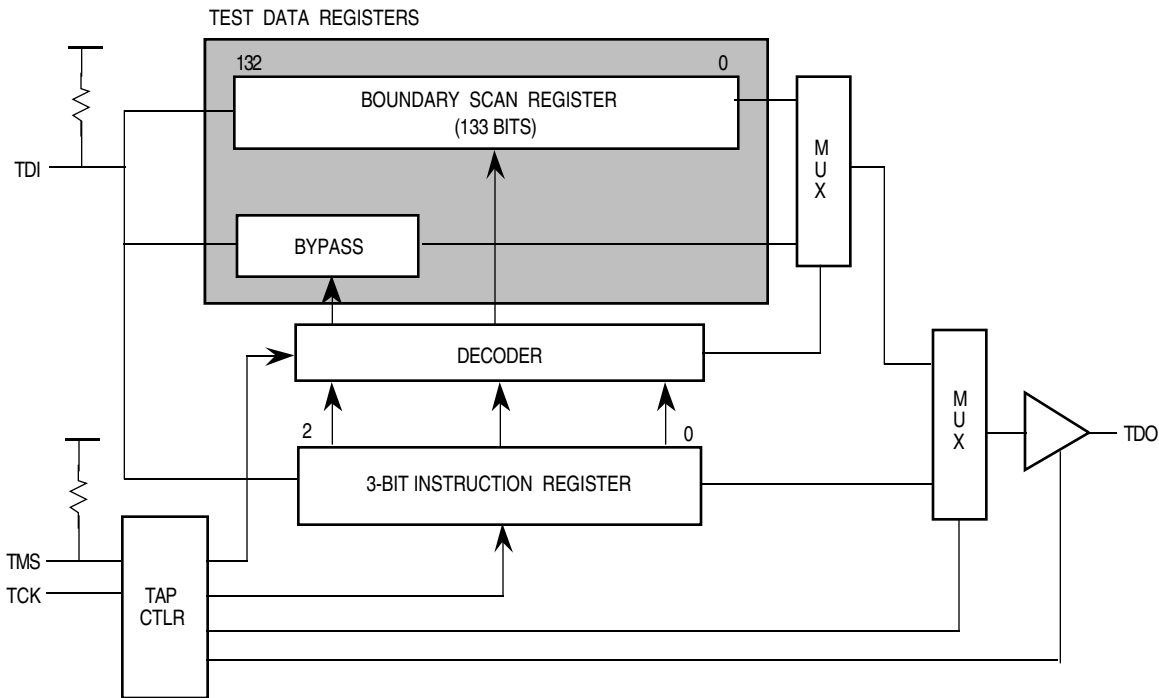 TEST DATA REGISTERS
132
0
BOUNDARY SCAN REGISTER
(133 BITS)
M
U
X
TDI
BYPASS
DECODER
2
0
M
U
X
TDO
3-BIT INSTRUCTION REGISTER
TMS
TCK
TAP
CTLR